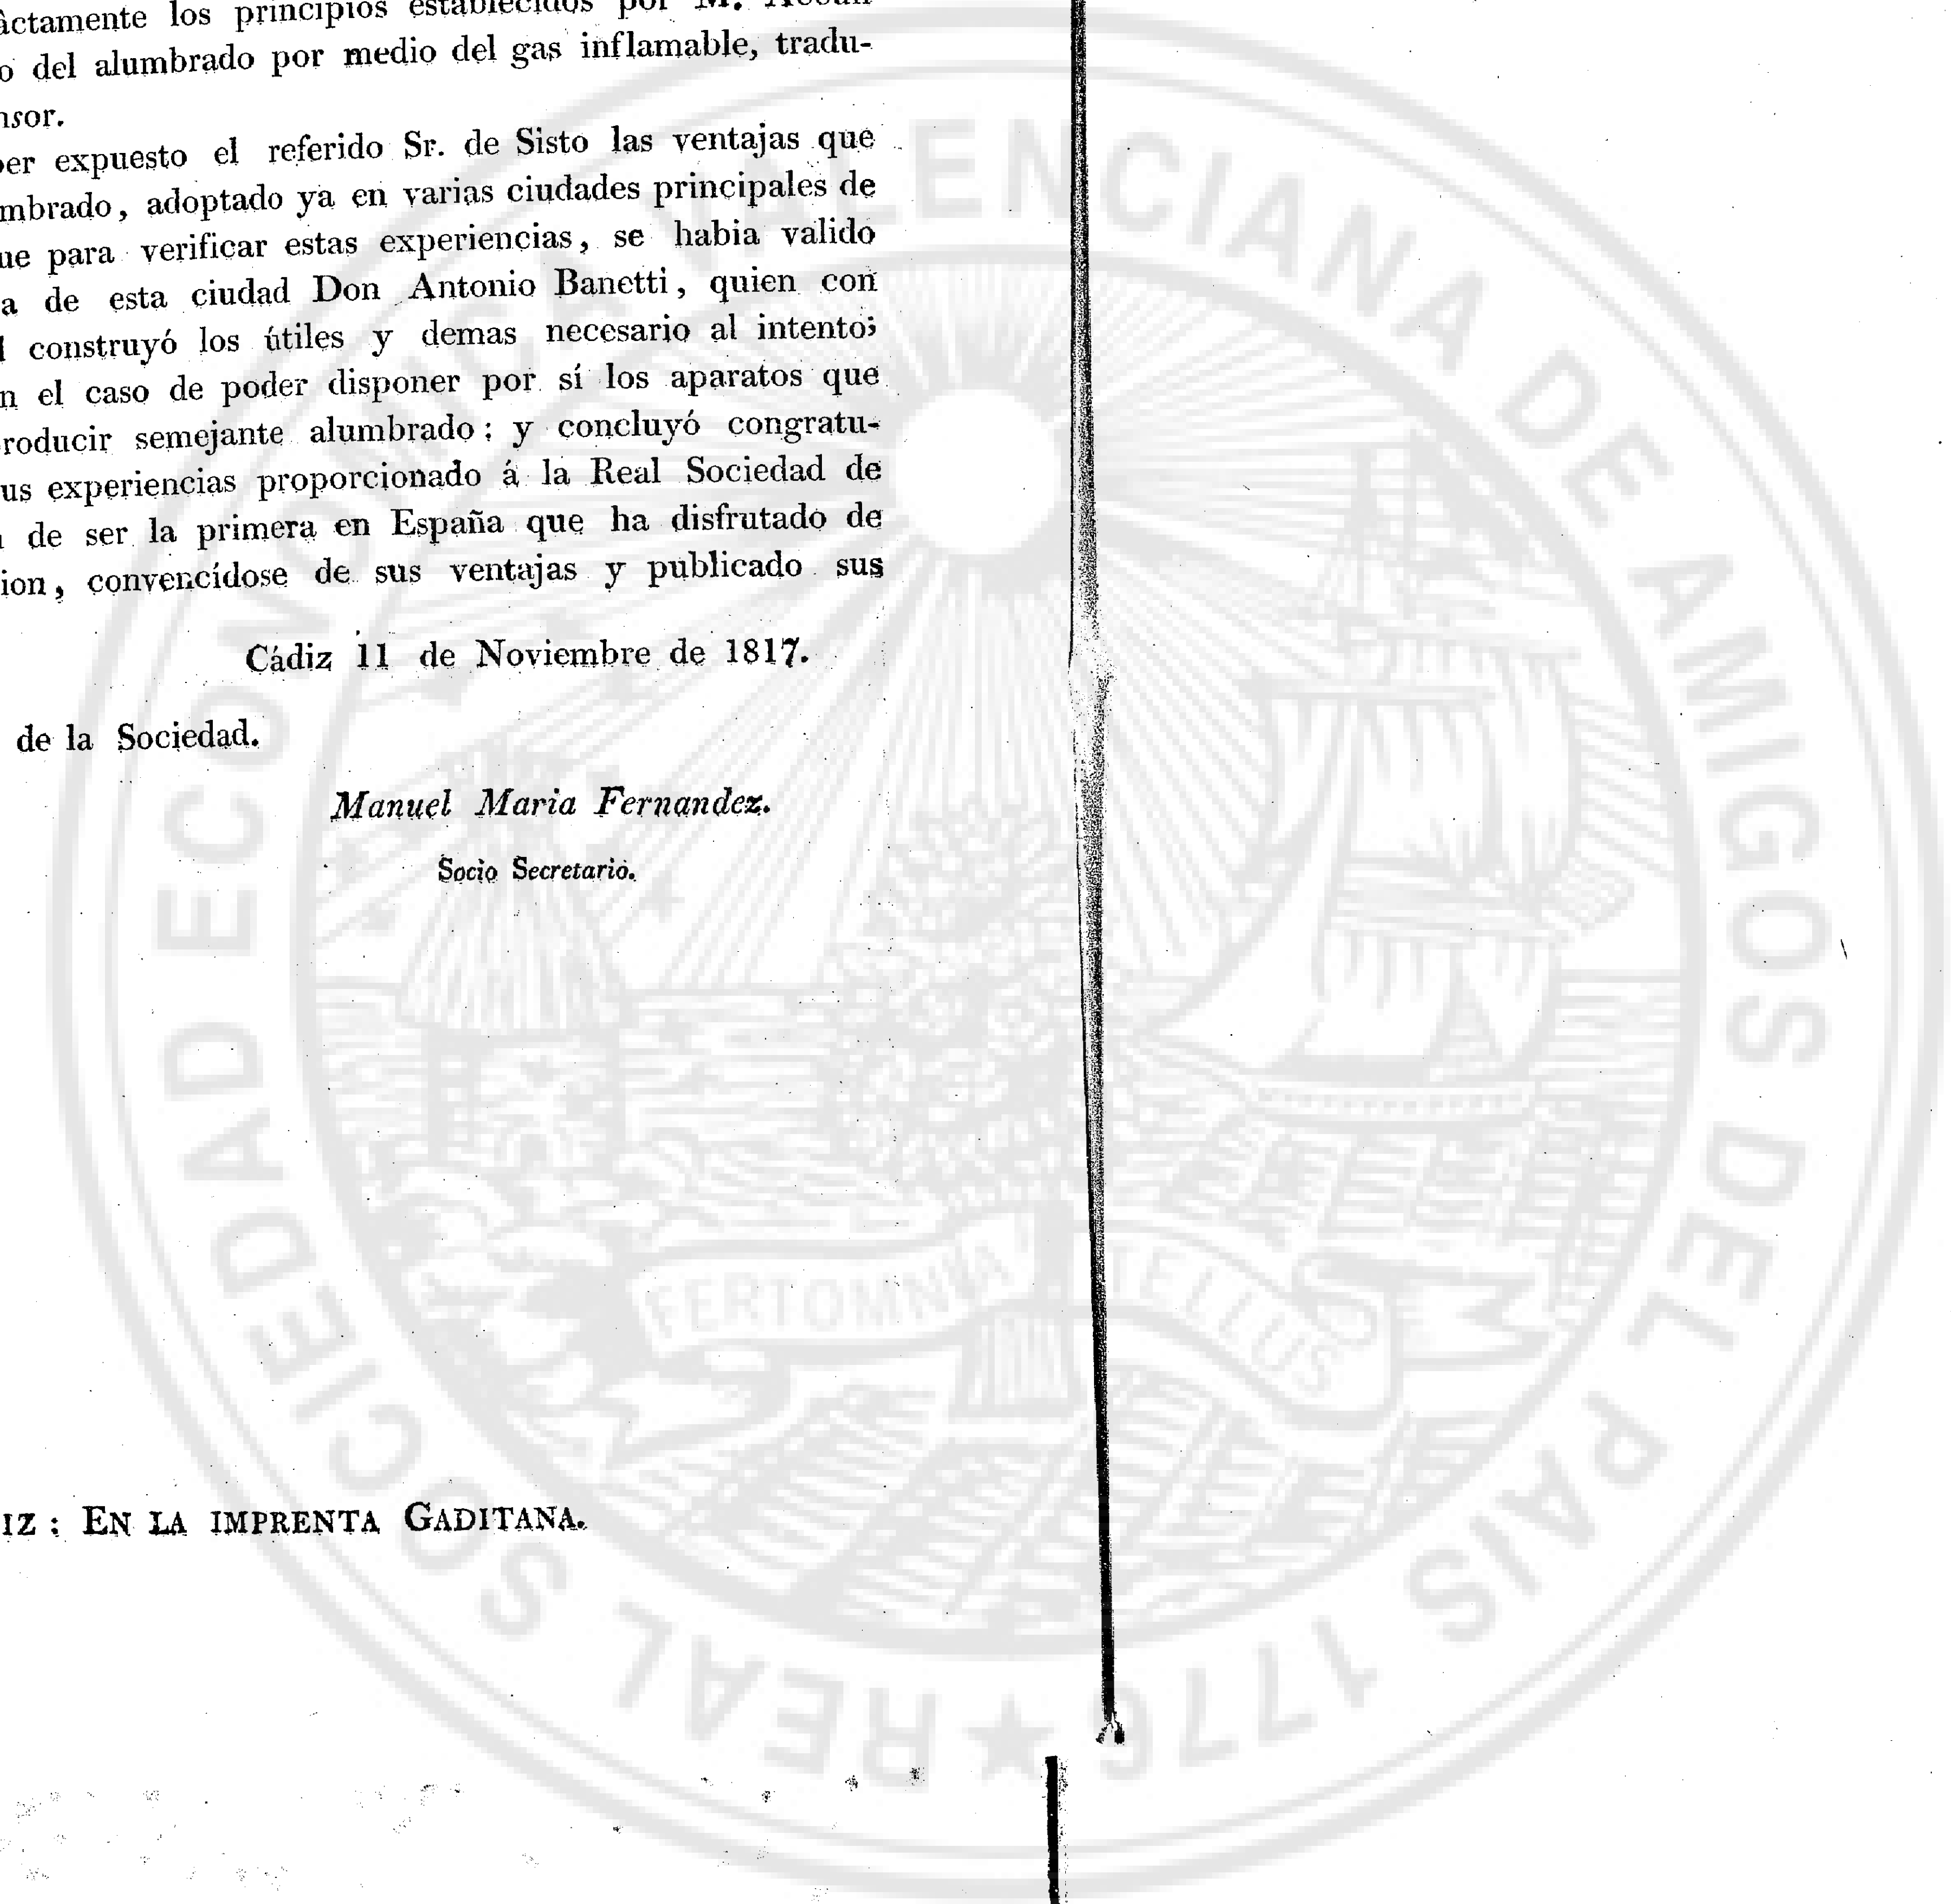 àctamente los principios establecidos por M.
o del alumbrado por medio del gas inflamable, tradu-
nsor.
ber expuesto el referido Sr. de Sisto las ventajas que
mbrado, adoptado ya en varias ciudades principales de
ue para verificar estas experiencias, se habia valido
a de esta ciudad Don Antonio Banetti, quien con
l construyó los útiles y demas necesario al intento;
n el caso de poder disponer por sí los aparatos que
roducir semejante alumbrado; y concluyó congratu-
us experiencias proporcionado á la Real Sociedad de
de ser la primera en España que ha disfrutado de
ion, convencídose de sus ventajas y publicado sus
Cádiz 11 de Noviembre de 1817.
de la Sociedad.
Manuel Maria Fernandez.
Socio Secretario.
IZ: EN LA IMPRENTA GADITANA.
REAL SOCIEDAD ECON ENCIANA DE AMIGOS DEL PAIS 1776
FERT OMNIA TELLUS